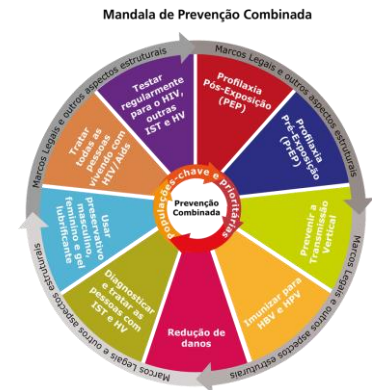 Mandala de Prevenção Combinada
Marcos Legais e outros aspectos estruturais
Marcos Legais e outros aspectos estruturais
Marcos Legais e outros aspectos estruturais
Marcos Legais e outros aspectos estruturais
Testar
regularmente
para o HIV,
outras
IST e HV
Profilaxia
Pós-Exposição
(PEP)
Profilaxia
Pré-Exposição
(PrEP)
Prevenir a
Transmissão
Vertical
Imunizar para
HBV e HPV
Redução de
danos
Diagnosticar
e tratar as
pessoas com
IST e HV
Usar
preservativo
masculino,
feminino e gel
lubrificante
Tratar
todas as
pessoas
vivendo com
HIV/Aids
Populações-chave e prioritárias
Prevenção
Combinada